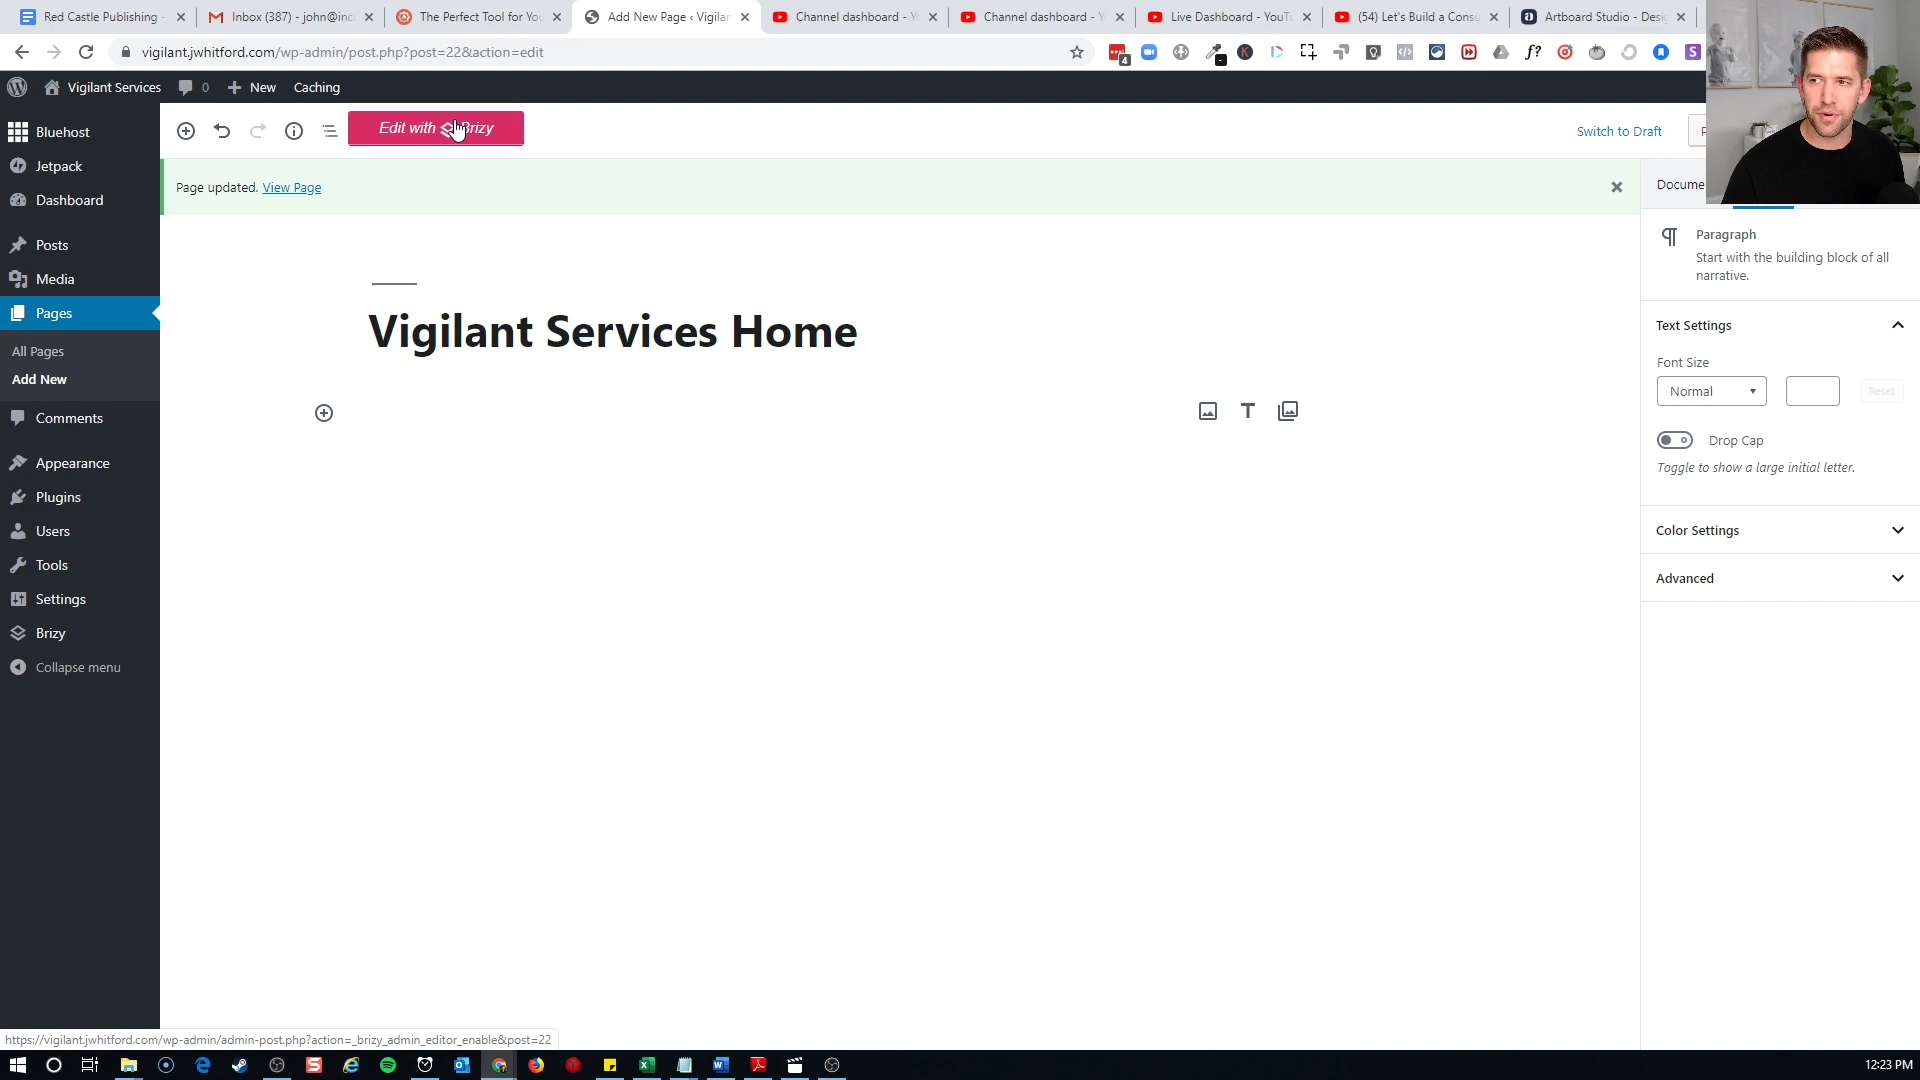 Red Castle Publishing -
Inbox (387) - john@inc
The Perfect Tool for You
Add New Page ‹ Vigilan
Channel dashboard - Yo
Channel dashboard - Y
Live Dashboard - YouTu
(54) Let's Build a Consu
Artboard Studio - Desig
vigilant.jwhitford.com/wp-admin/post.php?post=22&action=edit
4
Vigilant Services
0
New
Caching
Bluehost
Jetpack
Dashboard
Posts
Media
Pages
All Pages
Add New
Comments
Appearance
Plugins
Users
Tools
Settings
Brizy
Collapse menu
Edit with Brizy
Switch to Draft
Page updated. View Page
Vigilant Services Home
Docume
Paragraph
Start with the building block of all
narrative.
Text Settings
Font Size
Normal
Reset
Drop Cap
Toggle to show a large initial letter.
Color Settings
Advanced
https://vigilant.jwhitford.com/wp-admin/admin-post.php?action=_brizy_admin_editor_enable&post=22
12:23 PM